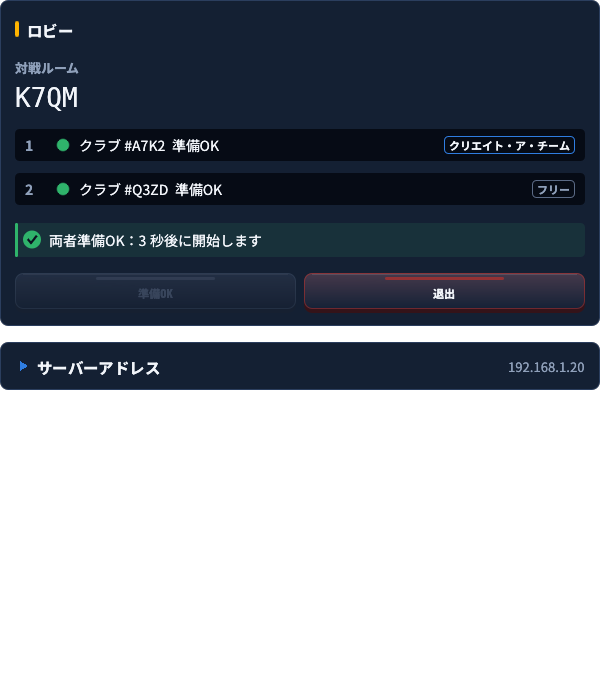 ロビー
対戦ルーム
K7QM
1 クラブ #A7K2 準備OK クリエイト・ア・チーム
2 クラブ #Q3ZD 準備OK フリー
両者準備OK：3 秒後に開始します
準備OK 退出
サーバーアドレス 192.168.1.20